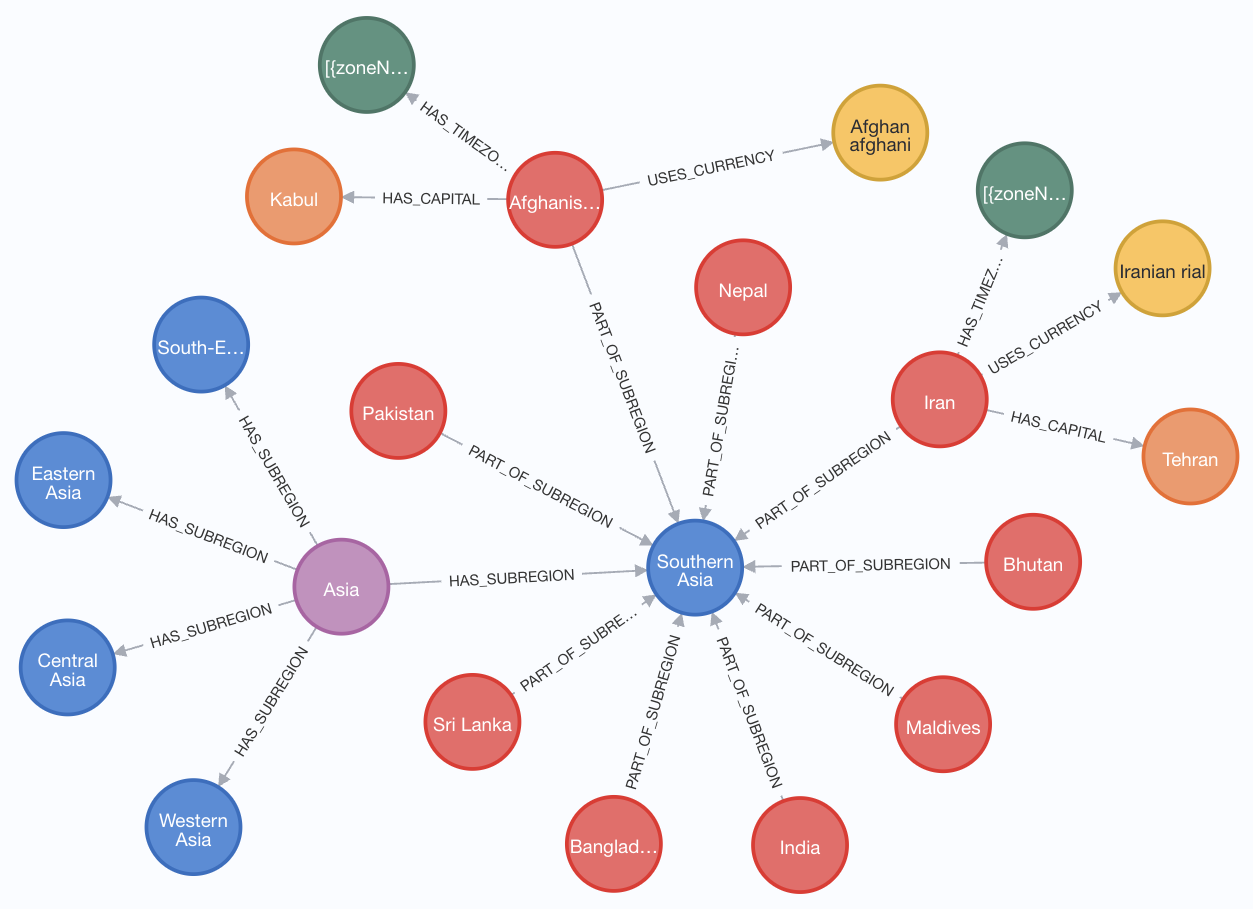 [{zoneN…
HAS_TIMEZO…
Afghan
afghani
USES_CURRENCY
Kabul
HAS_CAPITAL
Afghanis…
[{zoneN…
Iranian rial
HAS_TIMEZ…
USES_CURRENCY
Nepal
PART_OF_SUBREGION
PART_OF_SUBREGI…
South-E…
Pakistan
Iran
HAS_CAPITAL
Tehran
HAS_SUBREGION
PART_OF_SUBREGION
PART_OF_SUBREGION
Eastern
Asia
HAS_SUBREGION
Southern
Asia
PART_OF_SUBREGION
Bhutan
Asia
HAS_SUBREGION
HAS_SUBREGION
Central
Asia
PART_OF_SUBRE…
PART_OF_SUBREGION
HAS_SUBREGION
Sri Lanka
PART_OF_SUBREGION
PART_OF_SUBREGION
Maldives
Western
Asia
Banglad…
India